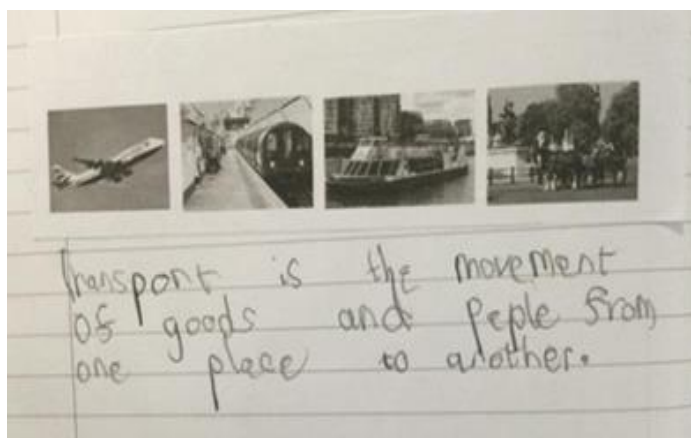 Transport is the movement
of goods and peple from
one place to another.